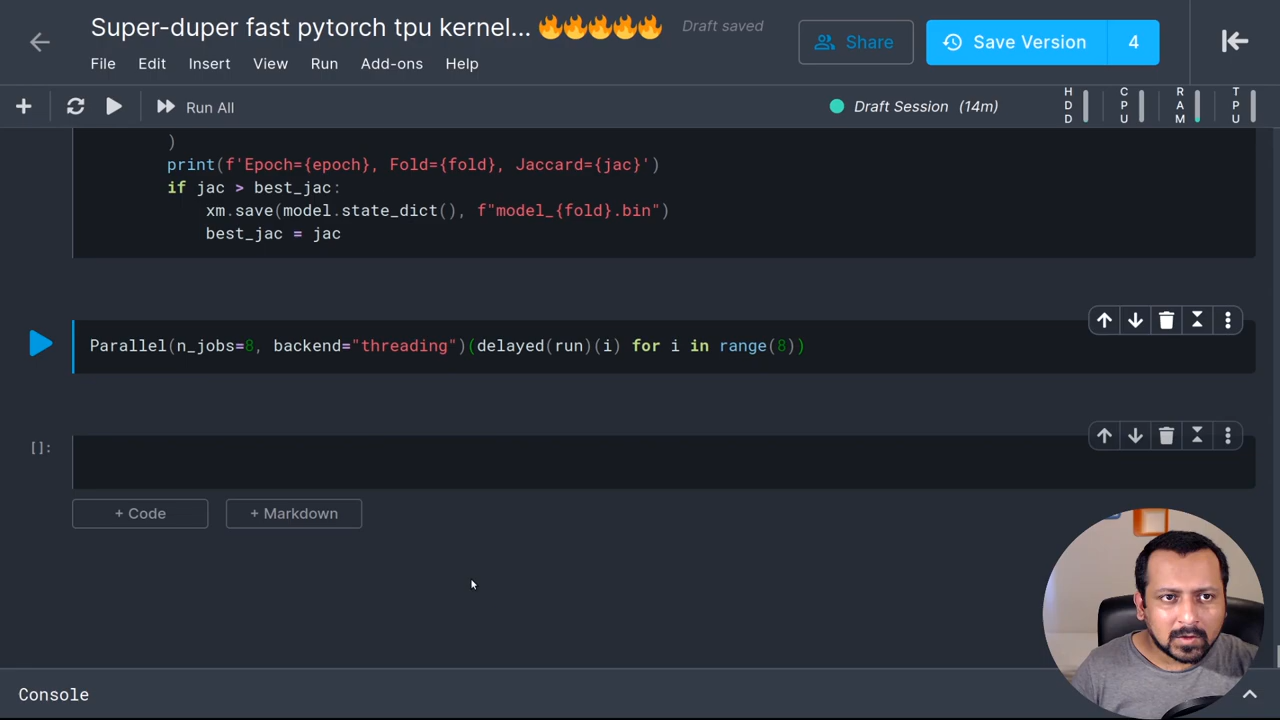 Super-duper fast pytorch tpu kernel... 🔥🔥🔥🔥🔥 Draft saved
Share
Save Version 4
File Edit Insert View Run Add-ons Help
Run All
Draft Session (14m)
HDD CPU RAM TPU
)
print(f'Epoch={epoch}, Fold={fold}, Jaccard={jac}')
if jac > best_jac:
xm.save(model.state_dict(), f"model_{fold}.bin")
best_jac = jac
Parallel(n_jobs=8, backend="threading")(delayed(run)(i) for i in range(8))
[]:
+ Code + Markdown
Console